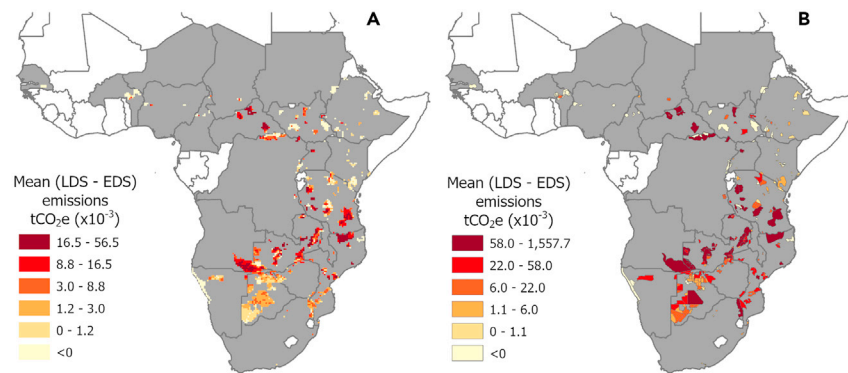 A
Mean (LDS - EDS)
emissions
tCO₂e (x10⁻³)
16.5 - 56.5
8.8 - 16.5
3.0 - 8.8
1.2 - 3.0
0 - 1.2
<0
B
Mean (LDS - EDS)
emissions
tCO₂e (x10⁻³)
58.0 - 1,557.7
22.0 - 58.0
6.0 - 22.0
1.1 - 6.0
0 - 1.1
<0